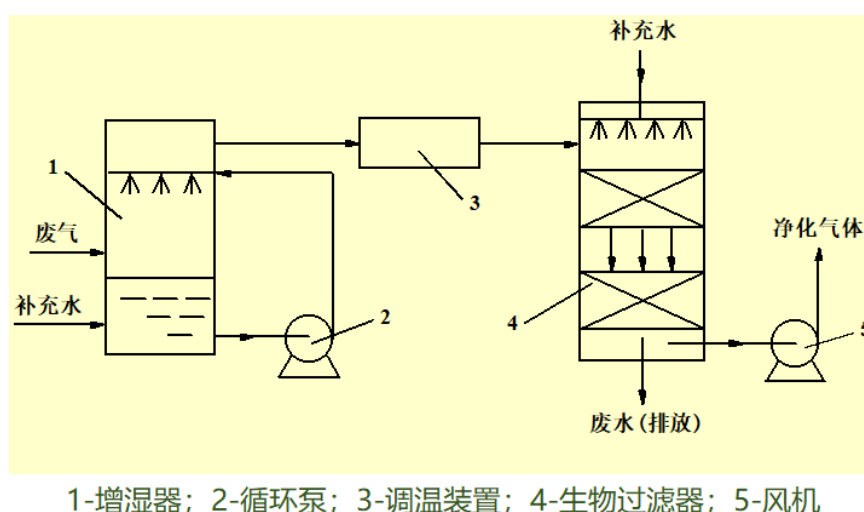 补充水
1
3
废气
净化气体
补充水
2
4
5
废水(排放)
1-增湿器；2-循环泵；3-调温装置；4-生物过滤器；5-风机